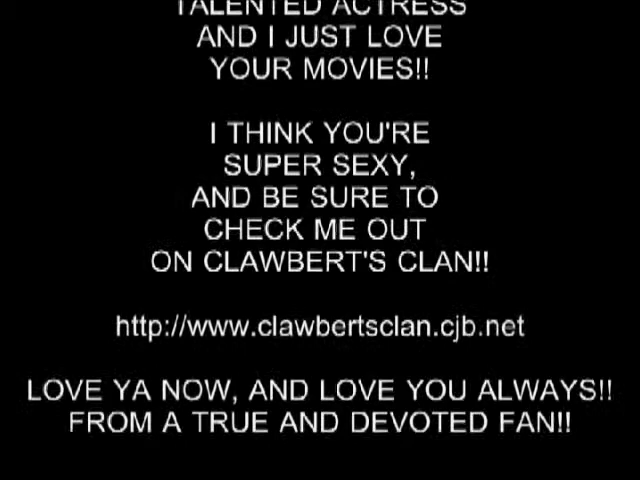 TALENTED ACTRESS
AND I JUST LOVE
YOUR MOVIES!!
I THINK YOU'RE
SUPER SEXY,
AND BE SURE TO
CHECK ME OUT
ON CLAWBERT'S CLAN!!
http://www.clawbertsclan.cjb.net
LOVE YA NOW, AND LOVE YOU ALWAYS!!
FROM A TRUE AND DEVOTED FAN!!